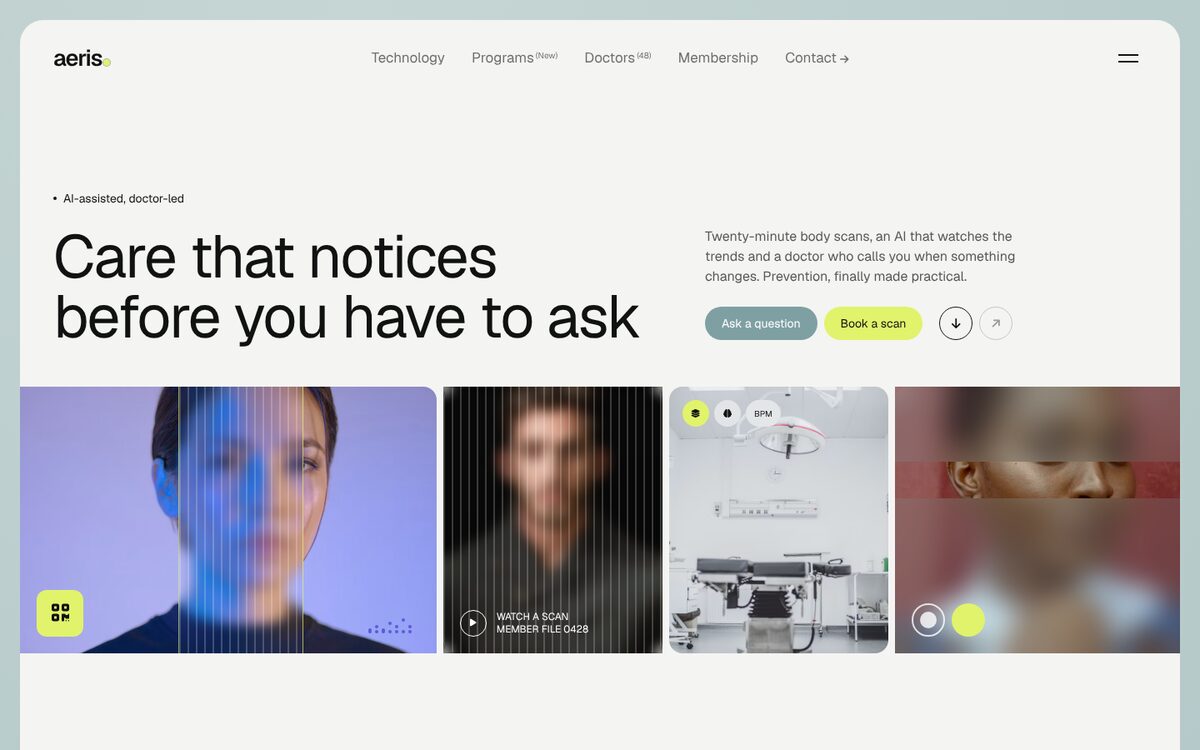 aeris
Technology Programs (New) Doctors (48) Membership Contact →
• AI-assisted, doctor-led
Care that notices
before you have to ask
Twenty-minute body scans, an AI that watches the
trends and a doctor who calls you when something
changes. Prevention, finally made practical.
Ask a question Book a scan
BPM
WATCH A SCAN
MEMBER FILE 0428